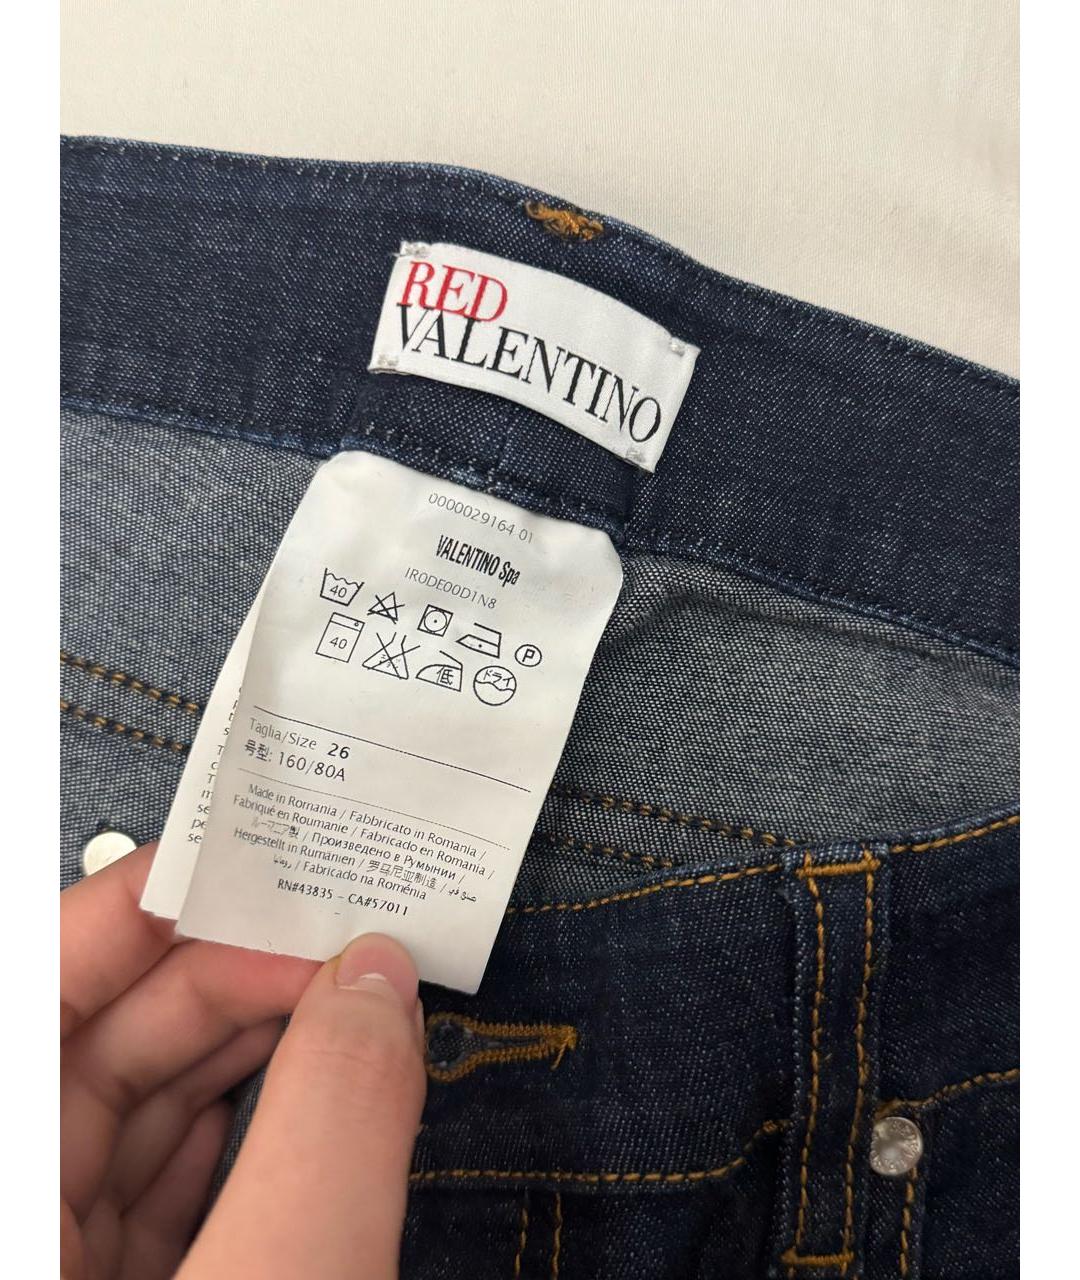 RED
VALENTINO
0000029164 01
VALENTINO Spa
IR0DE00D1N8
40
P
40
低
ドライ
Taglia/Size 26
号型: 160/80A
Made in Romania / Fabbricato in Romania /
Fabriqué en Roumanie / Fabricado en Romania /
ルーマニア製 / Произведено в Румынии /
Hergestellt in Rumänien / 罗马尼亚制造 /
/ Fabricado na Roménia
RN#43835 - CA#57011